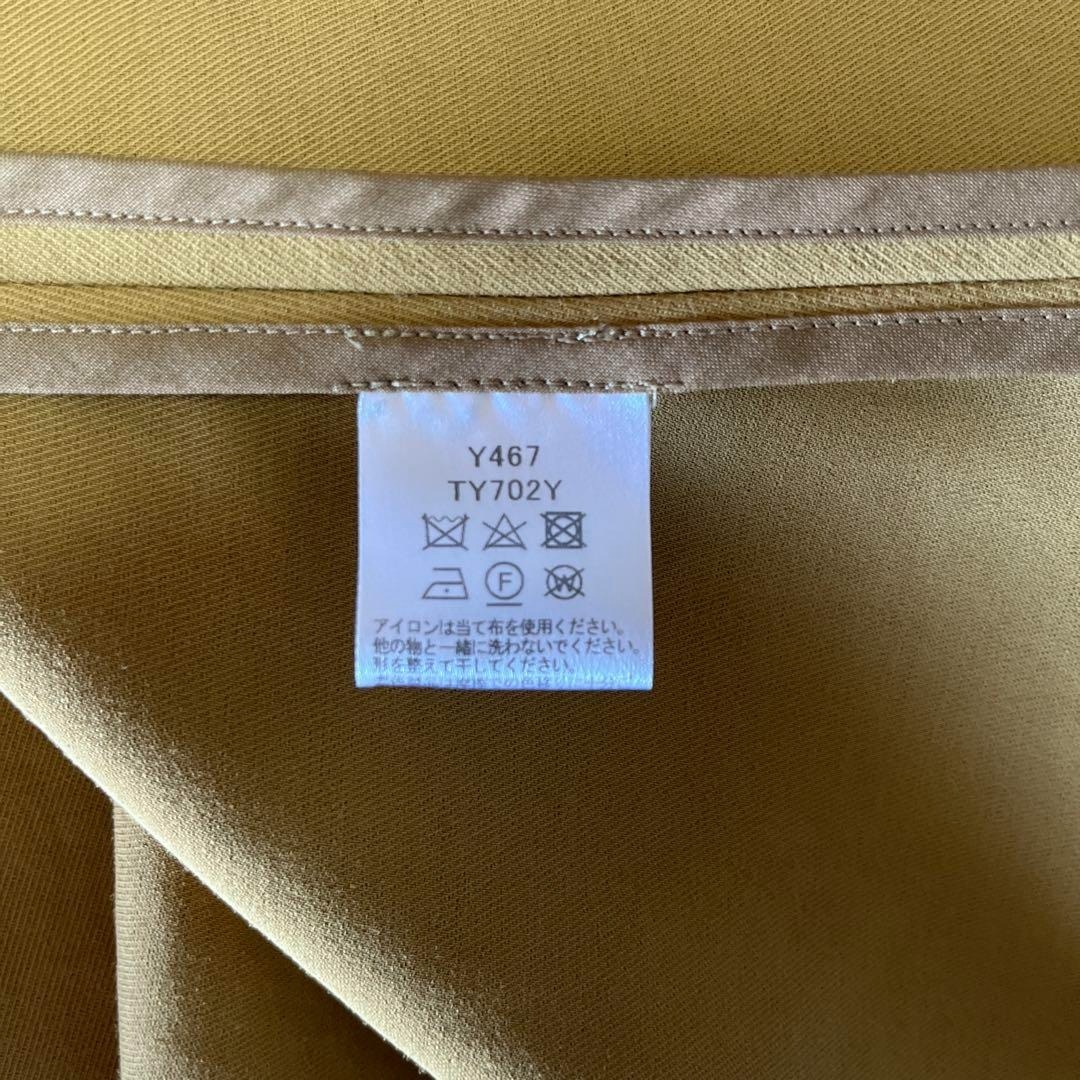 Y467
TY702Y
F
W
アイロンは当て布を使用ください。
他の物と一緒に洗わないでください。
形を整えて干してください。